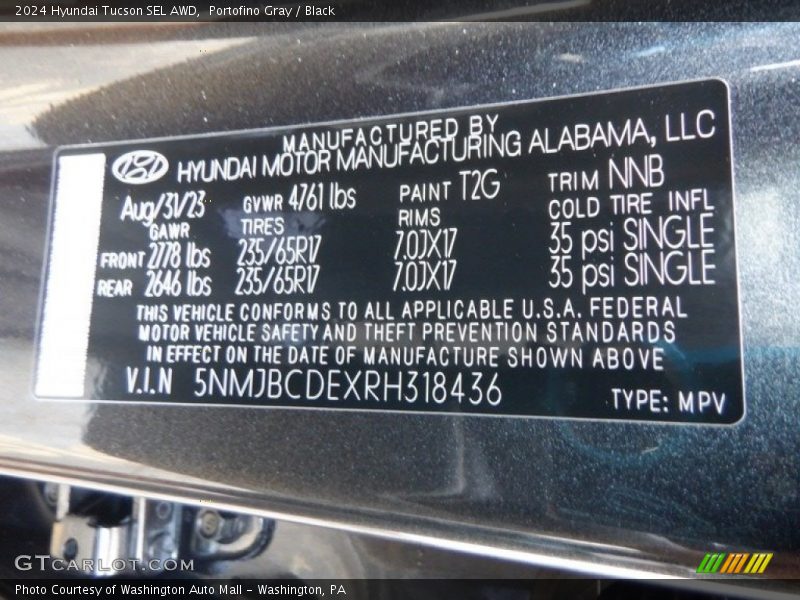 2024 Hyundai Tucson SEL AWD, Portofino Gray / Black
MANUFACTURED BY
HYUNDAI MOTOR MANUFACTURING ALABAMA, LLC
Aug/31/23 GVWR 4761 lbs PAINT T2G TRIM NNB
GAWR TIRES RIMS COLD TIRE INFL
FRONT 2778 lbs 235/65R17 7.0JX17 35 psi SINGLE
REAR 2646 lbs 235/65R17 7.0JX17 35 psi SINGLE
THIS VEHICLE CONFORMS TO ALL APPLICABLE U.S.A. FEDERAL
MOTOR VEHICLE SAFETY AND THEFT PREVENTION STANDARDS
IN EFFECT ON THE DATE OF MANUFACTURE SHOWN ABOVE
V.I.N 5NMJBCDEXRH318436 TYPE: MPV
GTCARLOT.COM
Photo Courtesy of Washington Auto Mall - Washington, PA